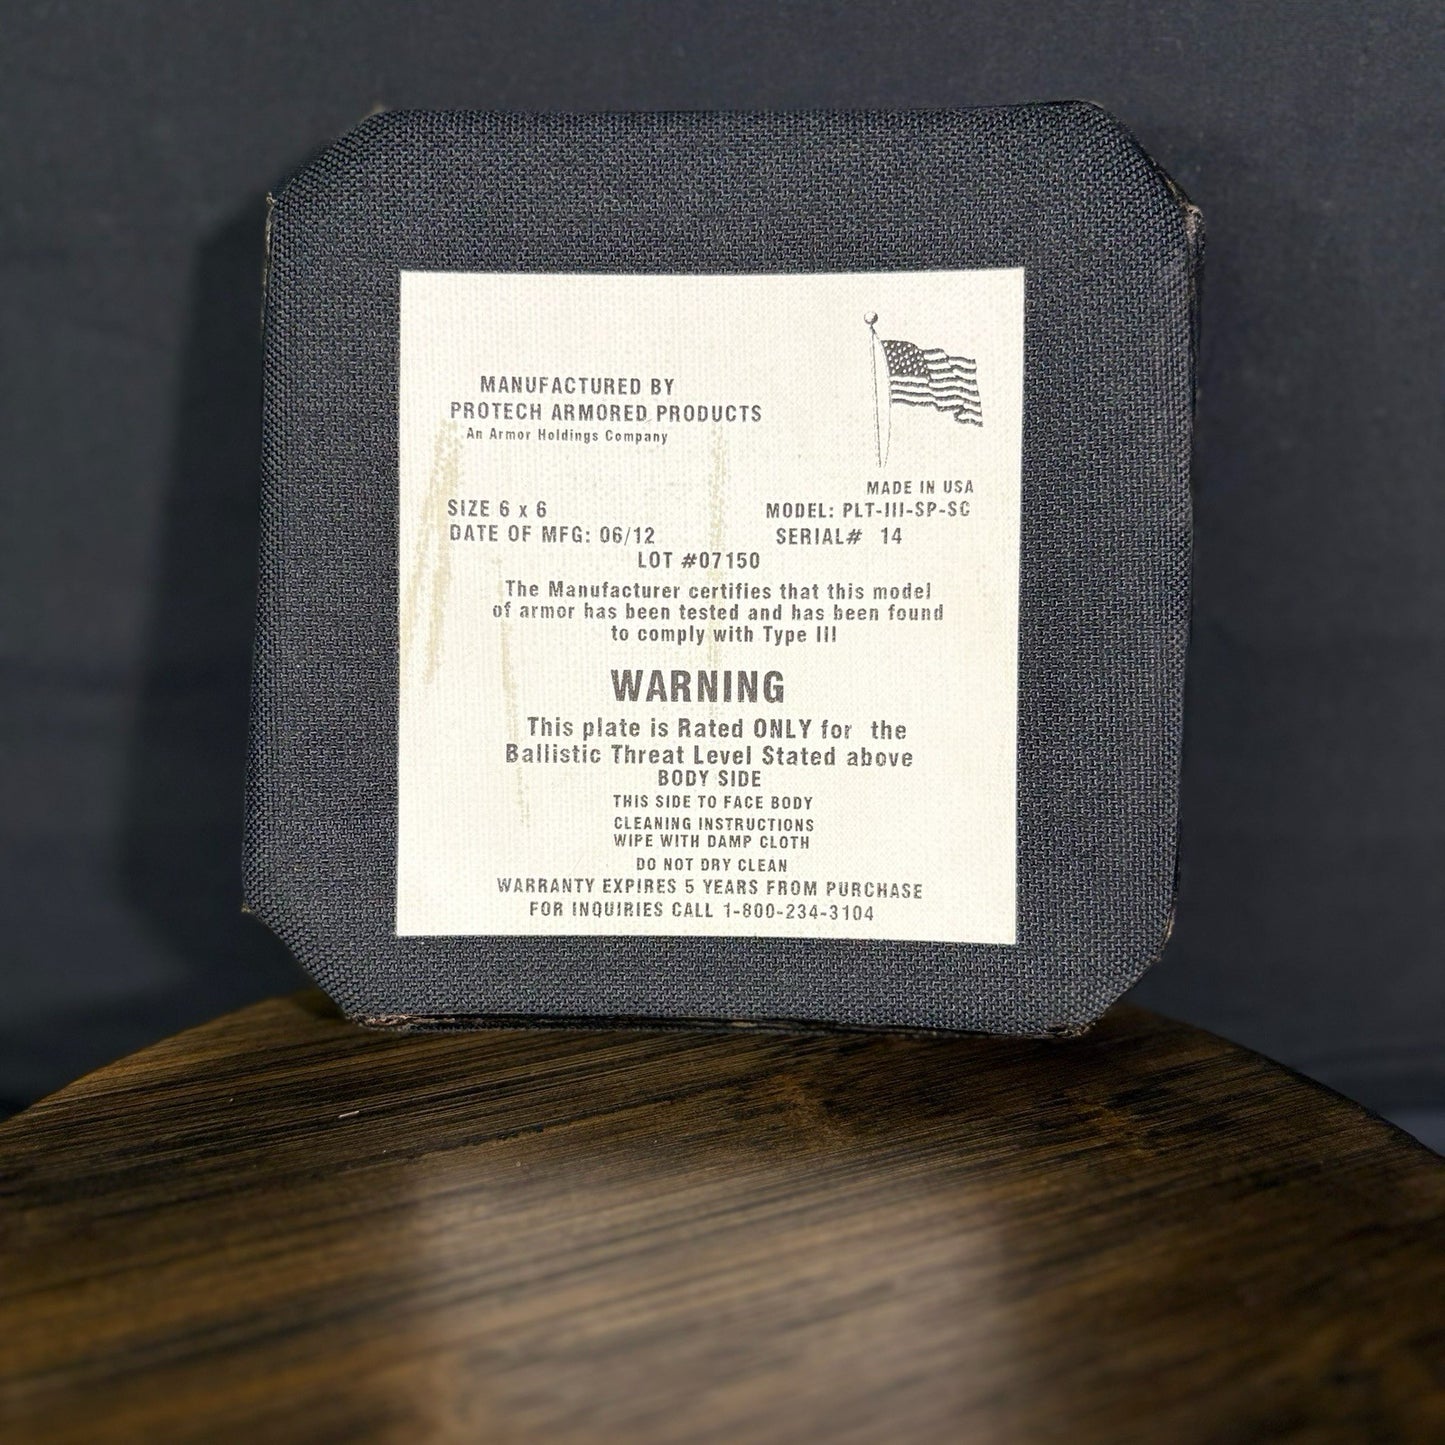 MANUFACTURED BY
PROTECH ARMORED PRODUCTS
An Armor Holdings Company
MADE IN USA
SIZE 6 x 6 MODEL: PLT-III-SP-SC
DATE OF MFG: 06/12 SERIAL# 14
LOT #07150
The Manufacturer certifies that this model
of armor has been tested and has been found
to comply with Type III
WARNING
This plate is Rated ONLY for the
Ballistic Threat Level Stated above
BODY SIDE
THIS SIDE TO FACE BODY
CLEANING INSTRUCTIONS
WIPE WITH DAMP CLOTH
DO NOT DRY CLEAN
WARRANTY EXPIRES 5 YEARS FROM PURCHASE
FOR INQUIRIES CALL 1-800-234-3104